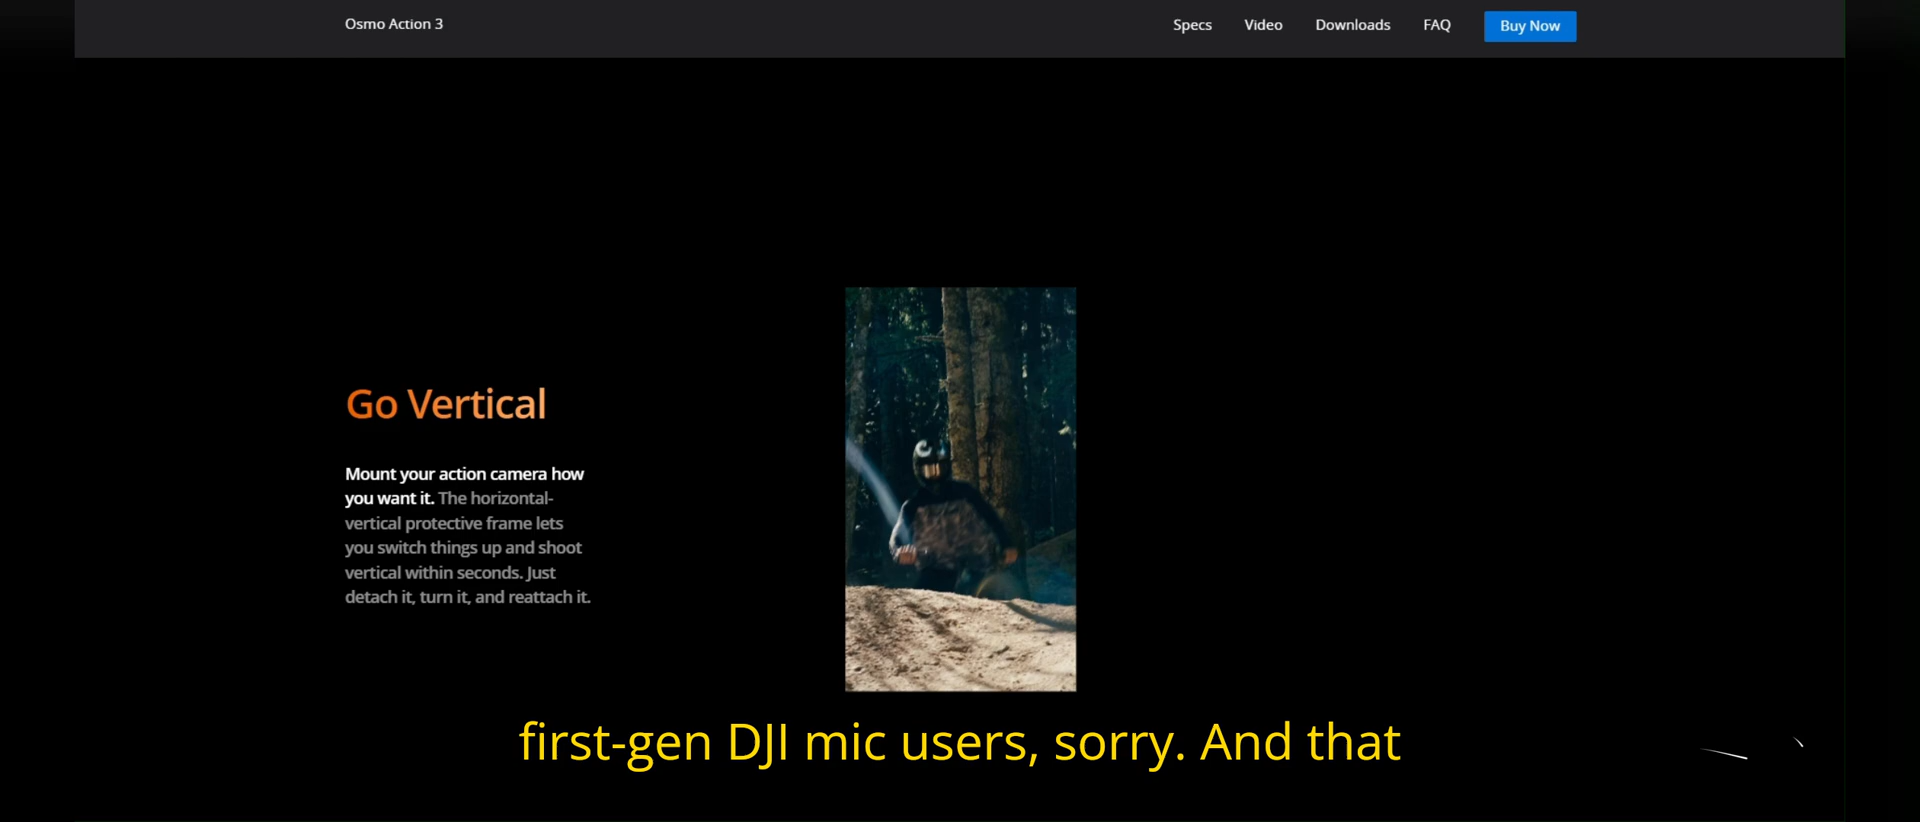 Osmo Action 3
Specs Video Downloads FAQ Buy Now
Go Vertical
Mount your action camera how
you want it. The horizontal-
vertical protective frame lets
you switch things up and shoot
vertical within seconds. Just
detach it, turn it, and reattach it.
first-gen DJI mic users, sorry. And that